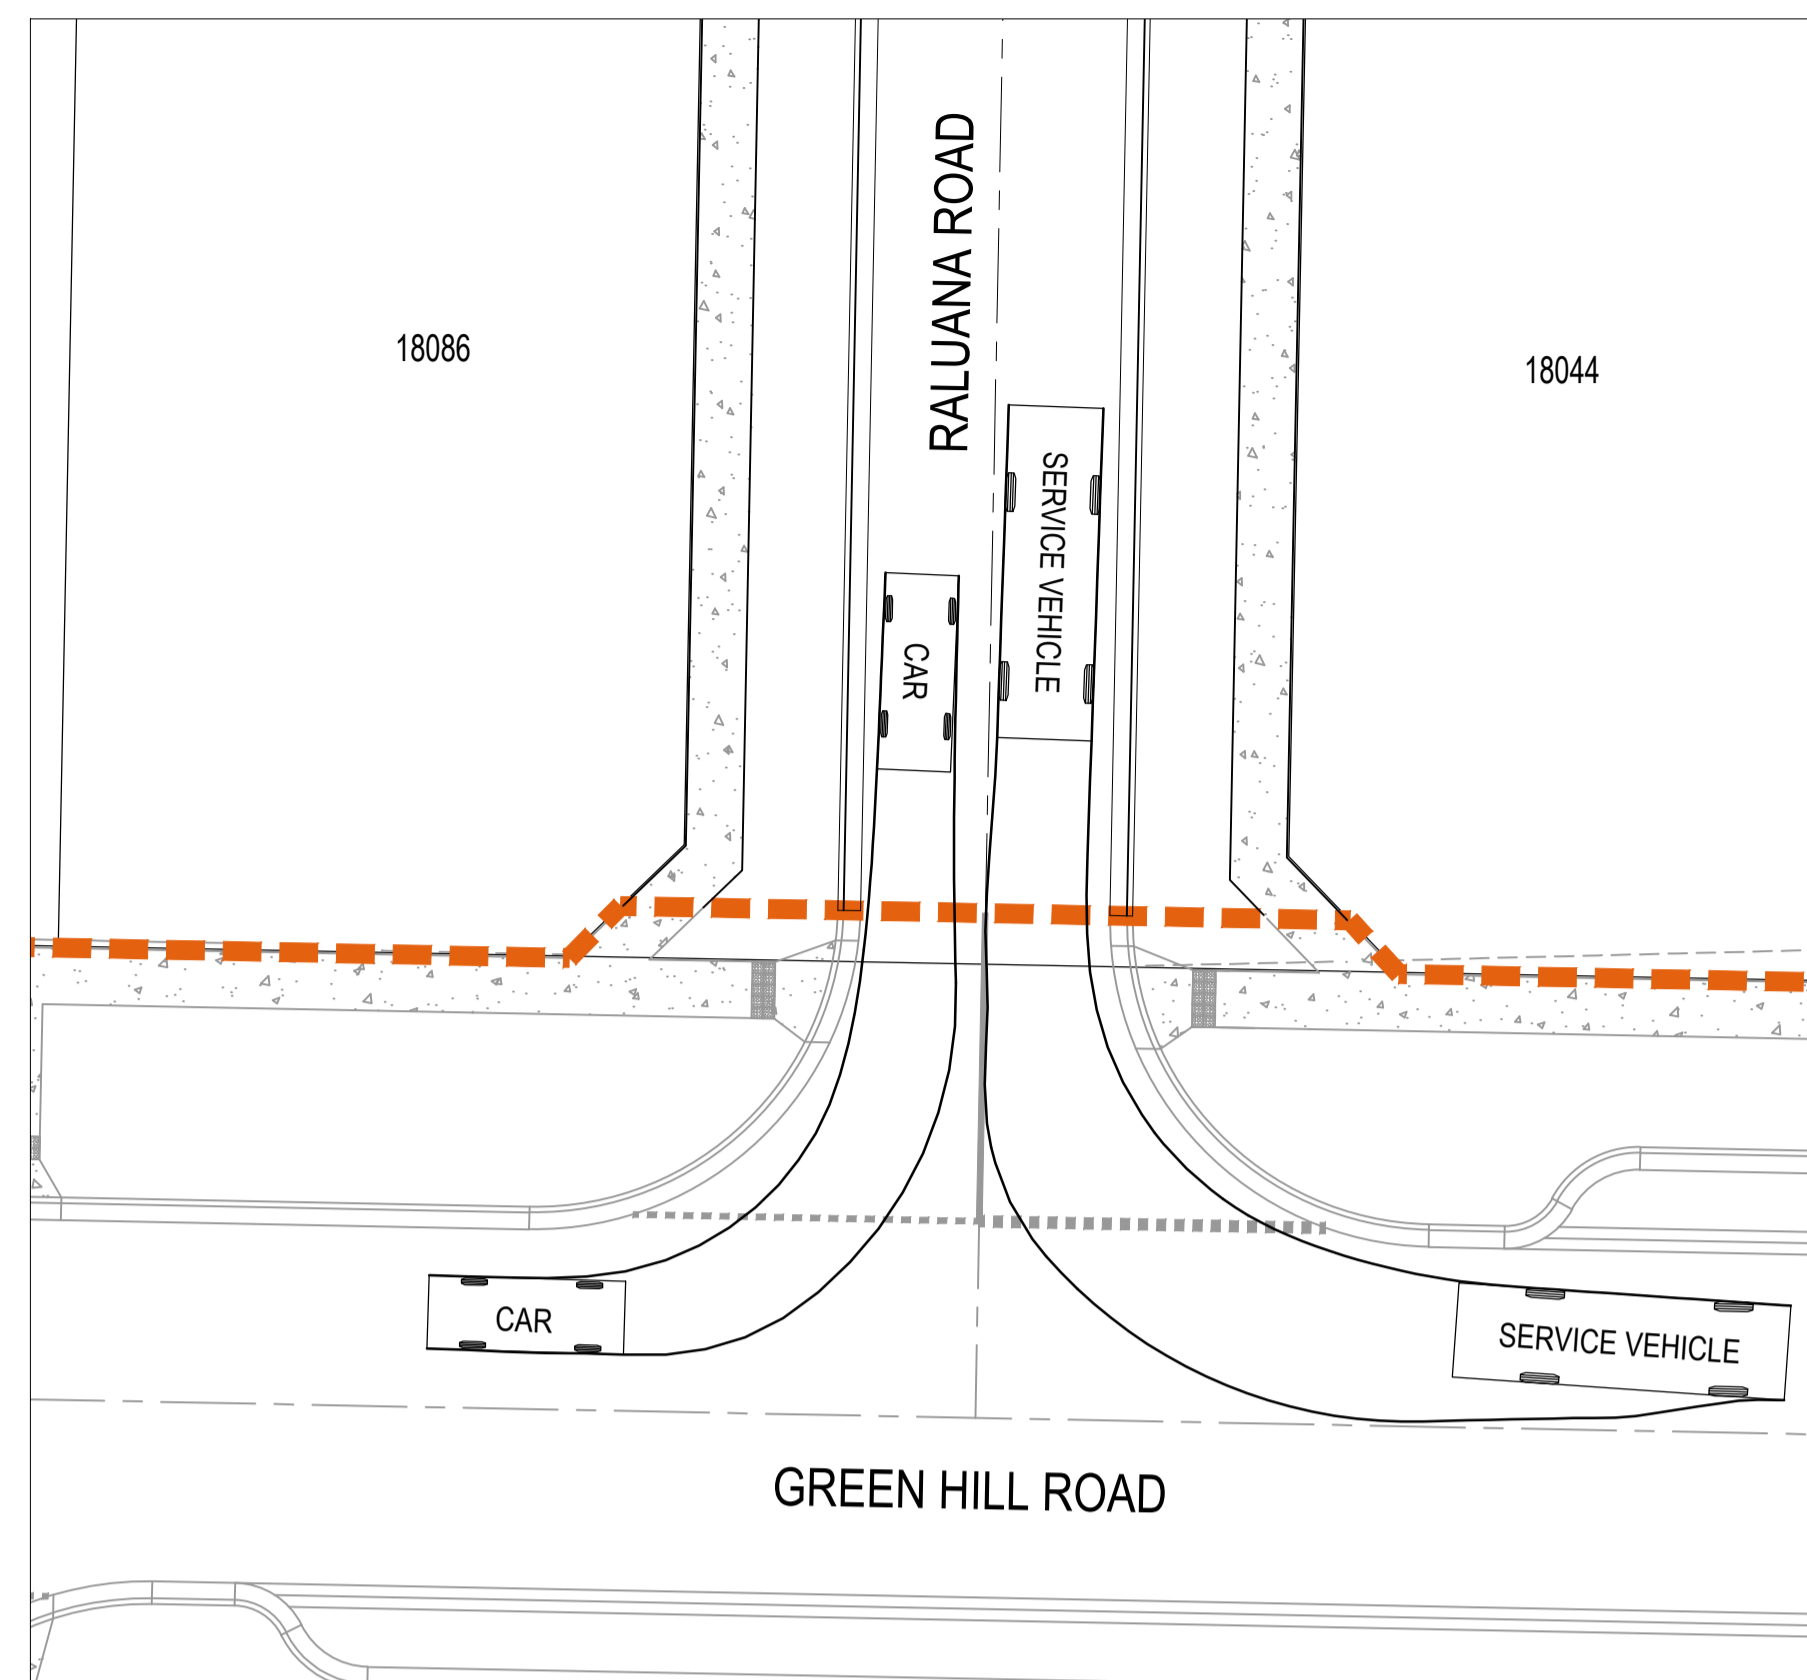 RALUANA ROAD
18086
18044
SERVICE VEHICLE
CAR
CAR
SERVICE VEHICLE
GREEN HILL ROAD